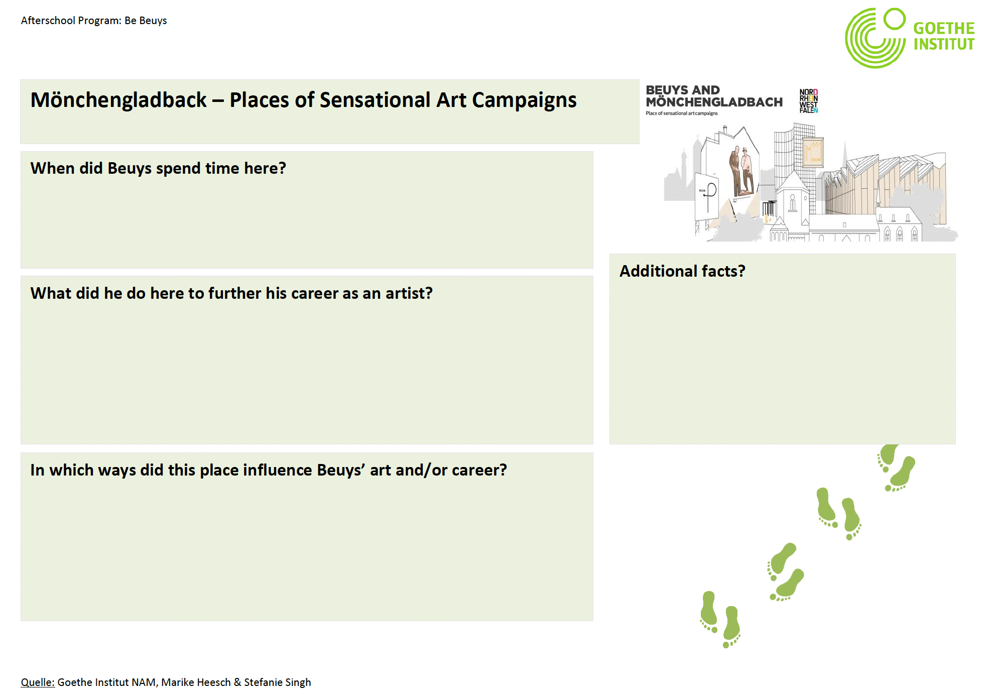 Afterschool Program: Be Beuys
GOETHE
INSTITUT
Mönchengladback – Places of Sensational Art Campaigns
BEUYS AND
MÖNCHENGLADBACH
Place of sensational art campaigns
NORD
RHEIN
WEST
FALEN
When did Beuys spend time here?
MUSEUM
MUSEUM
What did he do here to further his career as an artist?
Additional facts?
In which ways did this place influence Beuys’ art and/or career?
Quelle: Goethe Institut NAM, Marike Heesch & Stefanie Singh